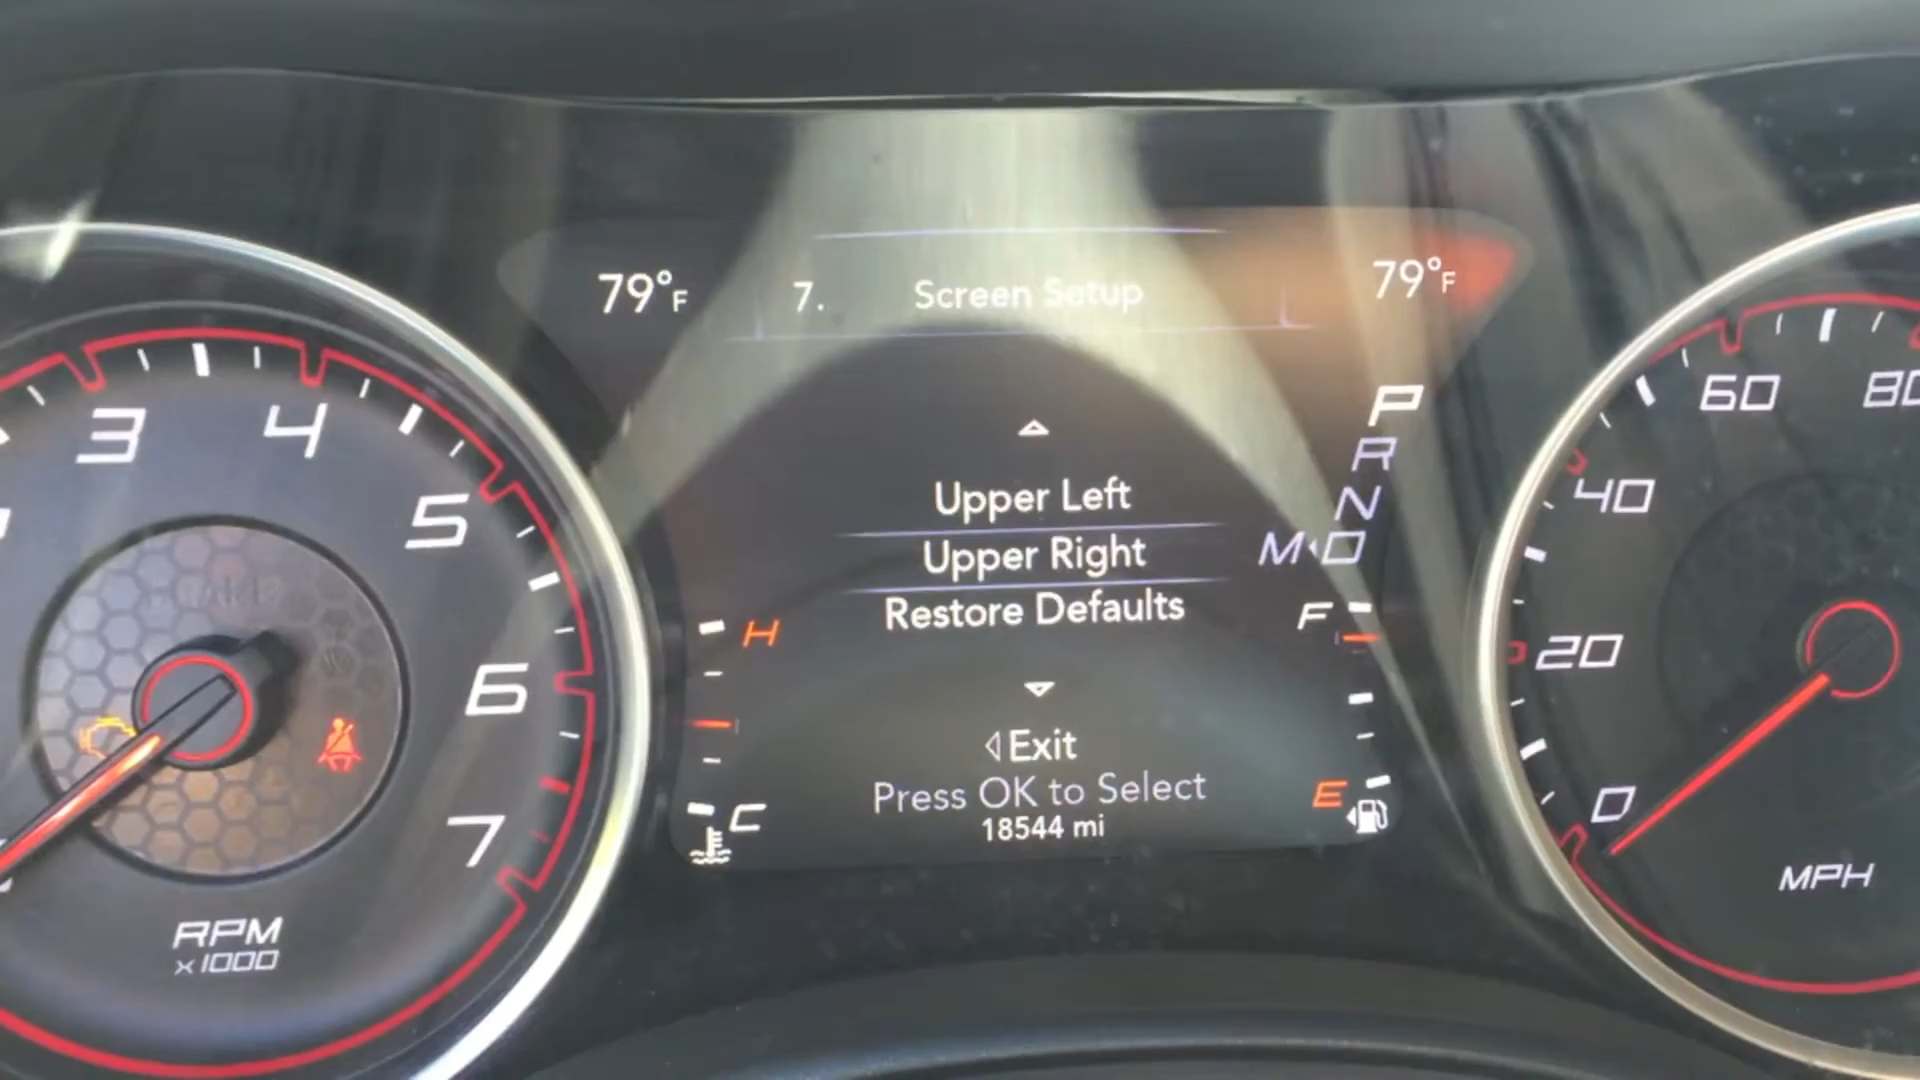 79°F 7. Screen Setup 79°F
Upper Left
Upper Right
Restore Defaults
Exit
Press OK to Select
18544 mi
P
R
N
M D
H
C
F
E
3
4
5
6
7
RPM
x1000
0
20
40
60
80
MPH